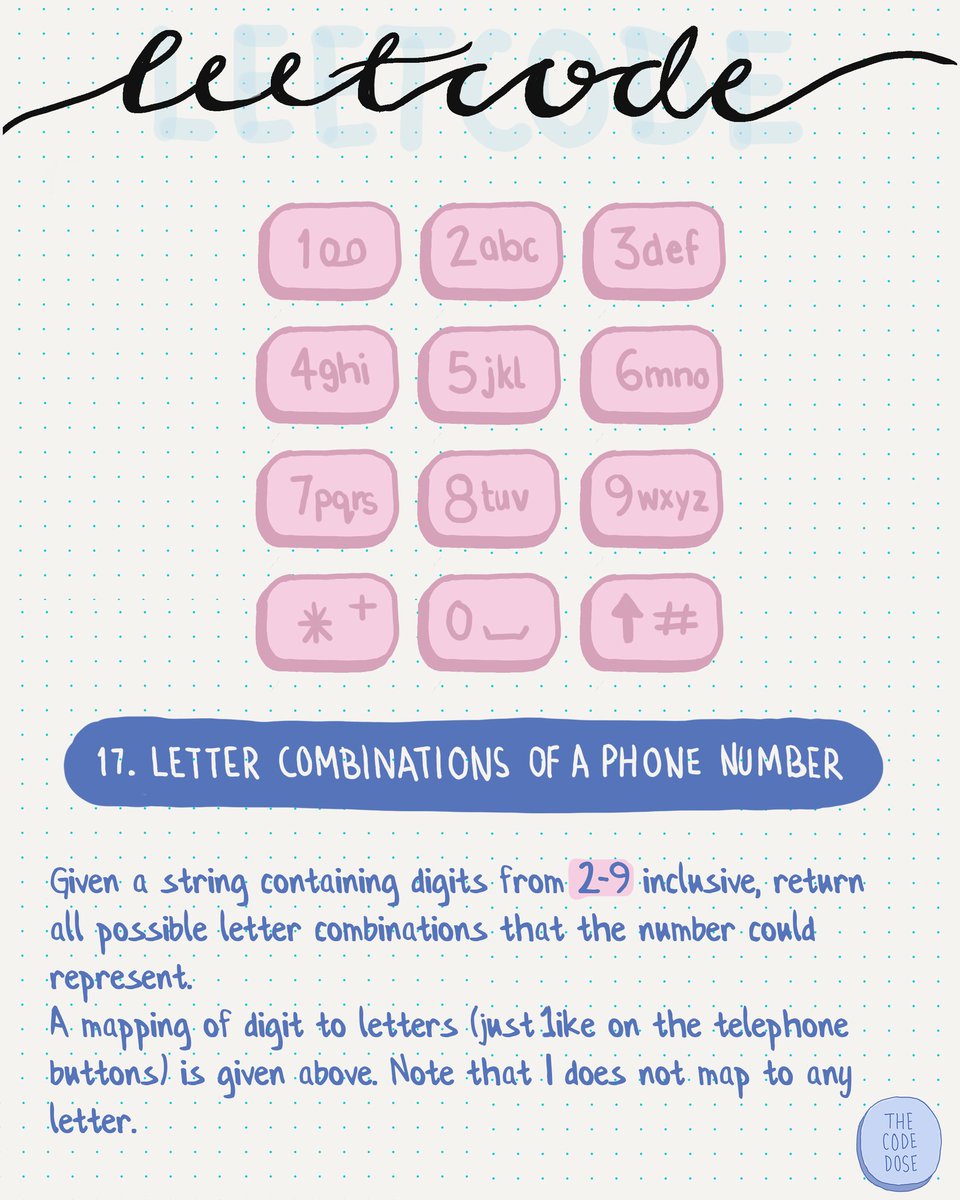 leetcode
LEETCODE
1
2abc
3def
4ghi
5jkl
6mno
7pqrs
8tuv
9wxyz
* +
0
#
17. LETTER COMBINATIONS OF A PHONE NUMBER
Given a string containing digits from 2-9 inclusive, return
all possible letter combinations that the number could
represent.
A mapping of digit to letters (just like on the telephone
buttons) is given above. Note that 1 does not map to any
letter.
THE
CODE
DOSE